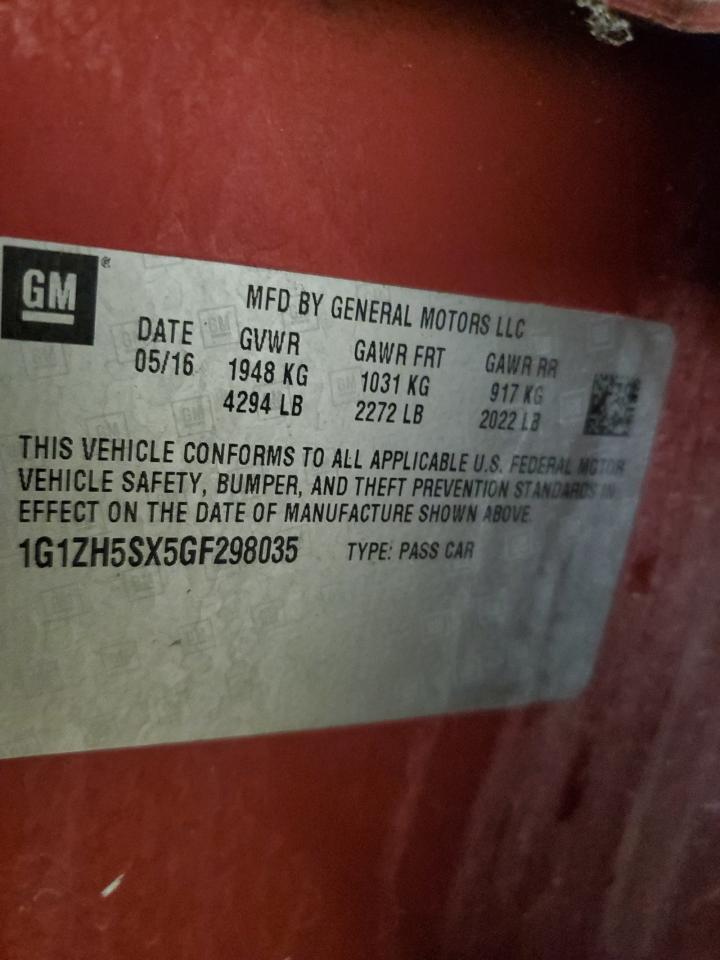 GM®
MFD BY GENERAL MOTORS LLC
DATE GVWR GAWR FRT GAWR RR
05/16 1948 KG 1031 KG 917 KG
4294 LB 2272 LB 2022 LB
THIS VEHICLE CONFORMS TO ALL APPLICABLE U.S. FEDERAL MOTOR
VEHICLE SAFETY, BUMPER, AND THEFT PREVENTION STANDARDS IN
EFFECT ON THE DATE OF MANUFACTURE SHOWN ABOVE.
1G1ZH5SX5GF298035 TYPE: PASS CAR